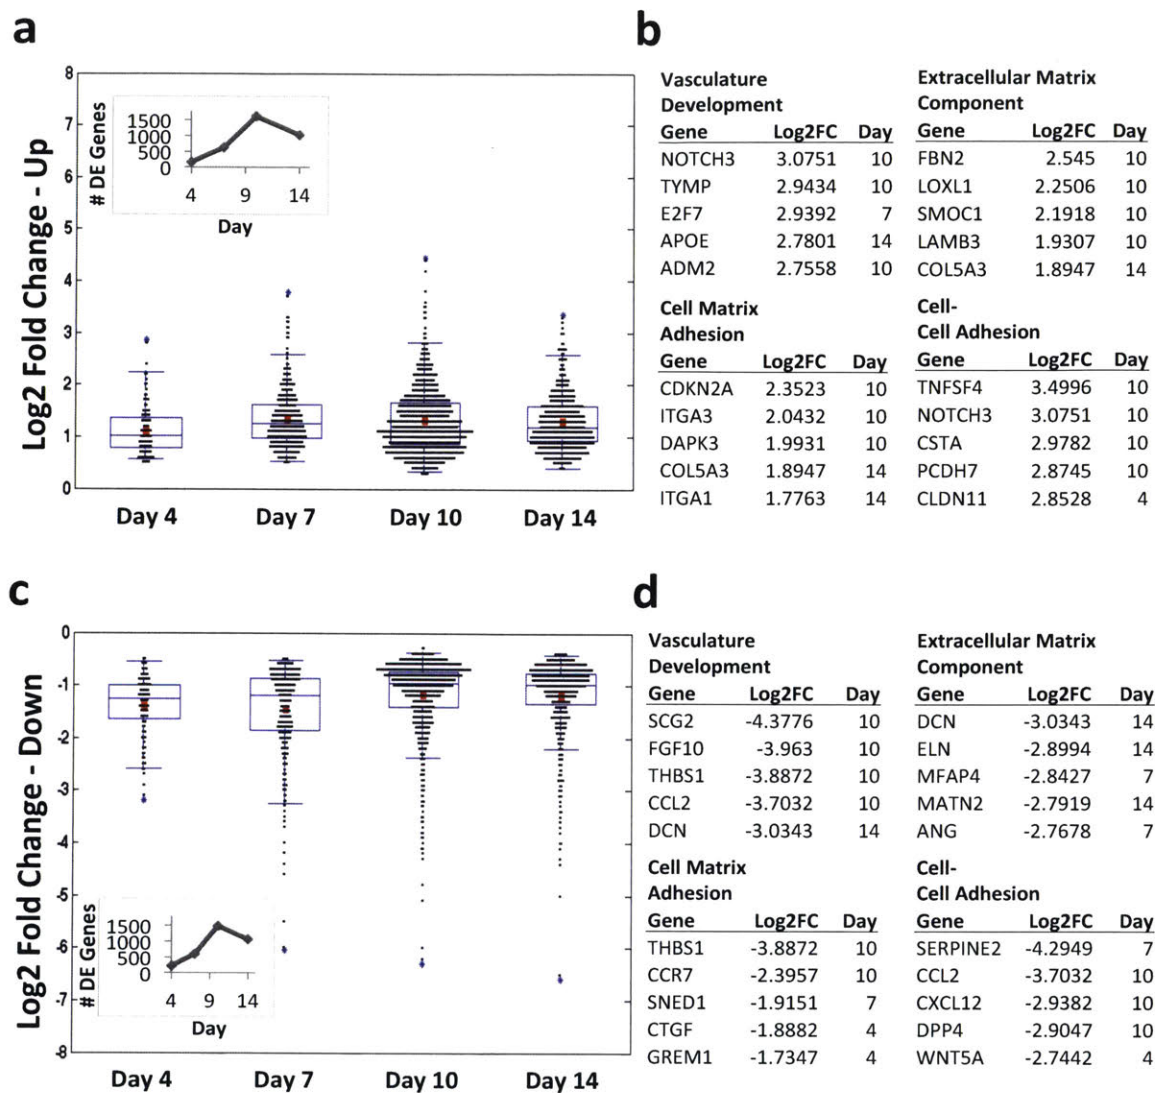 a
Log2 Fold Change - Up
8
7
6
5
4
3
2
1
0
# DE Genes
1500
1000
500
0
4 9 14
Day
Day 4 Day 7 Day 10 Day 14
b
Vasculature
Development
Gene Log2FC Day
NOTCH3 3.0751 10
TYMP 2.9434 10
E2F7 2.9392 7
APOE 2.7801 14
ADM2 2.7558 10
Extracellular Matrix
Component
Gene Log2FC Day
FBN2 2.545 10
LOXL1 2.2506 10
SMOC1 2.1918 10
LAMB3 1.9307 10
COL5A3 1.8947 14
Cell Matrix
Adhesion
Gene Log2FC Day
CDKN2A 2.3523 10
ITGA3 2.0432 10
DAPK3 1.9931 10
COL5A3 1.8947 14
ITGA1 1.7763 14
Cell-
Cell Adhesion
Gene Log2FC Day
TNFSF4 3.4996 10
NOTCH3 3.0751 10
CSTA 2.9782 10
PCDH7 2.8745 10
CLDN11 2.8528 4
c
Log2 Fold Change - Down
0
-1
-2
-3
-4
-5
-6
-7
-8
# DE Genes
1500
1000
500
0
4 9 14
Day
Day 4 Day 7 Day 10 Day 14
d
Vasculature
Development
Gene Log2FC Day
SCG2 -4.3776 10
FGF10 -3.963 10
THBS1 -3.8872 10
CCL2 -3.7032 10
DCN -3.0343 14
Extracellular Matrix
Component
Gene Log2FC Day
DCN -3.0343 14
ELN -2.8994 14
MFAP4 -2.8427 7
MATN2 -2.7919 14
ANG -2.7678 7
Cell Matrix
Adhesion
Gene Log2FC Day
THBS1 -3.8872 10
CCR7 -2.3957 10
SNED1 -1.9151 7
CTGF -1.8882 4
GREM1 -1.7347 4
Cell-
Cell Adhesion
Gene Log2FC Day
SERPINE2 -4.2949 7
CCL2 -3.7032 10
CXCL12 -2.9382 10
DPP4 -2.9047 10
WNT5A -2.7442 4